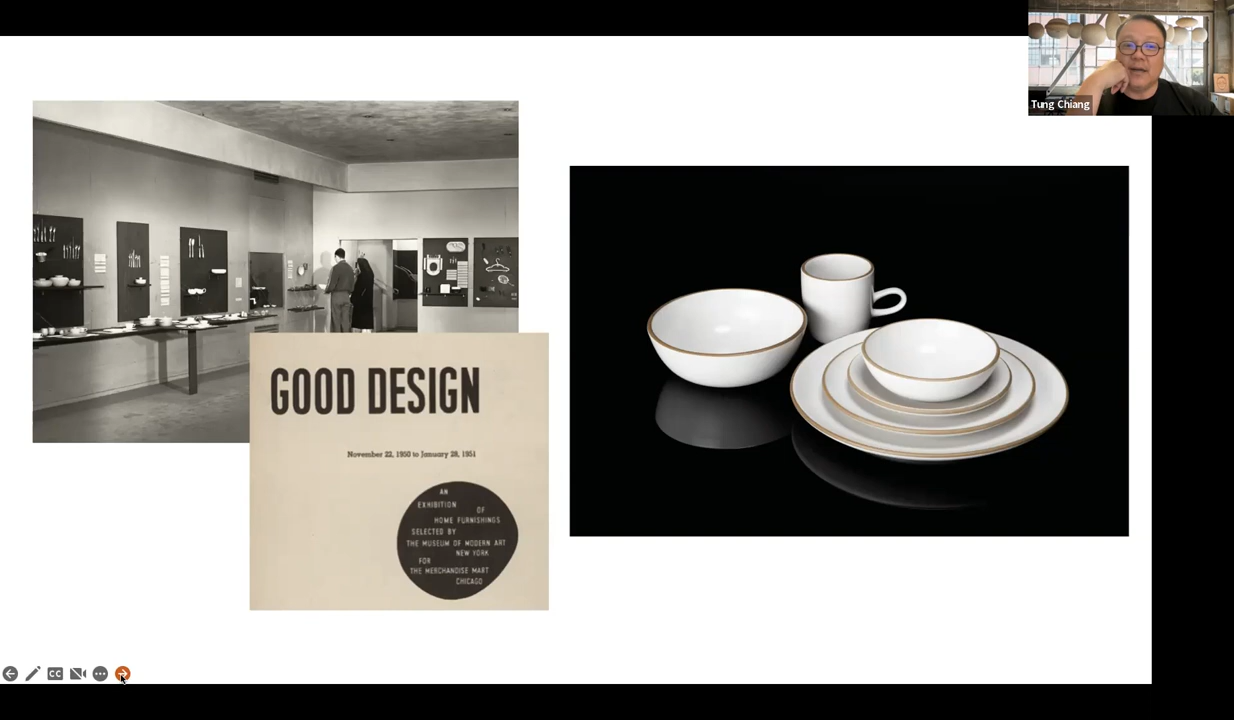 Tung Chiang
GOOD DESIGN
November 22, 1950 to January 28, 1951
AN
EXHIBITION OF
HOME FURNISHINGS
SELECTED BY
THE MUSEUM OF MODERN ART
NEW YORK
FOR
THE MERCHANDISE MART
CHICAGO
CC